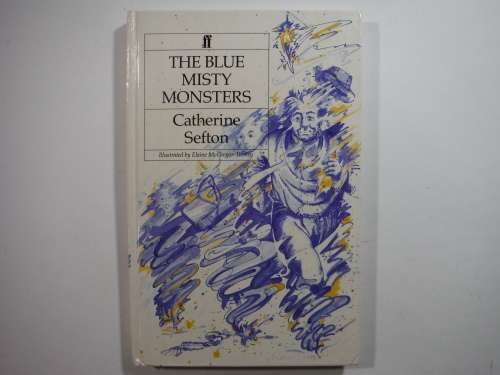 ff
THE BLUE
MISTY
MONSTERS
Catherine
Sefton
Illustrated by Elaine McGregor Turney